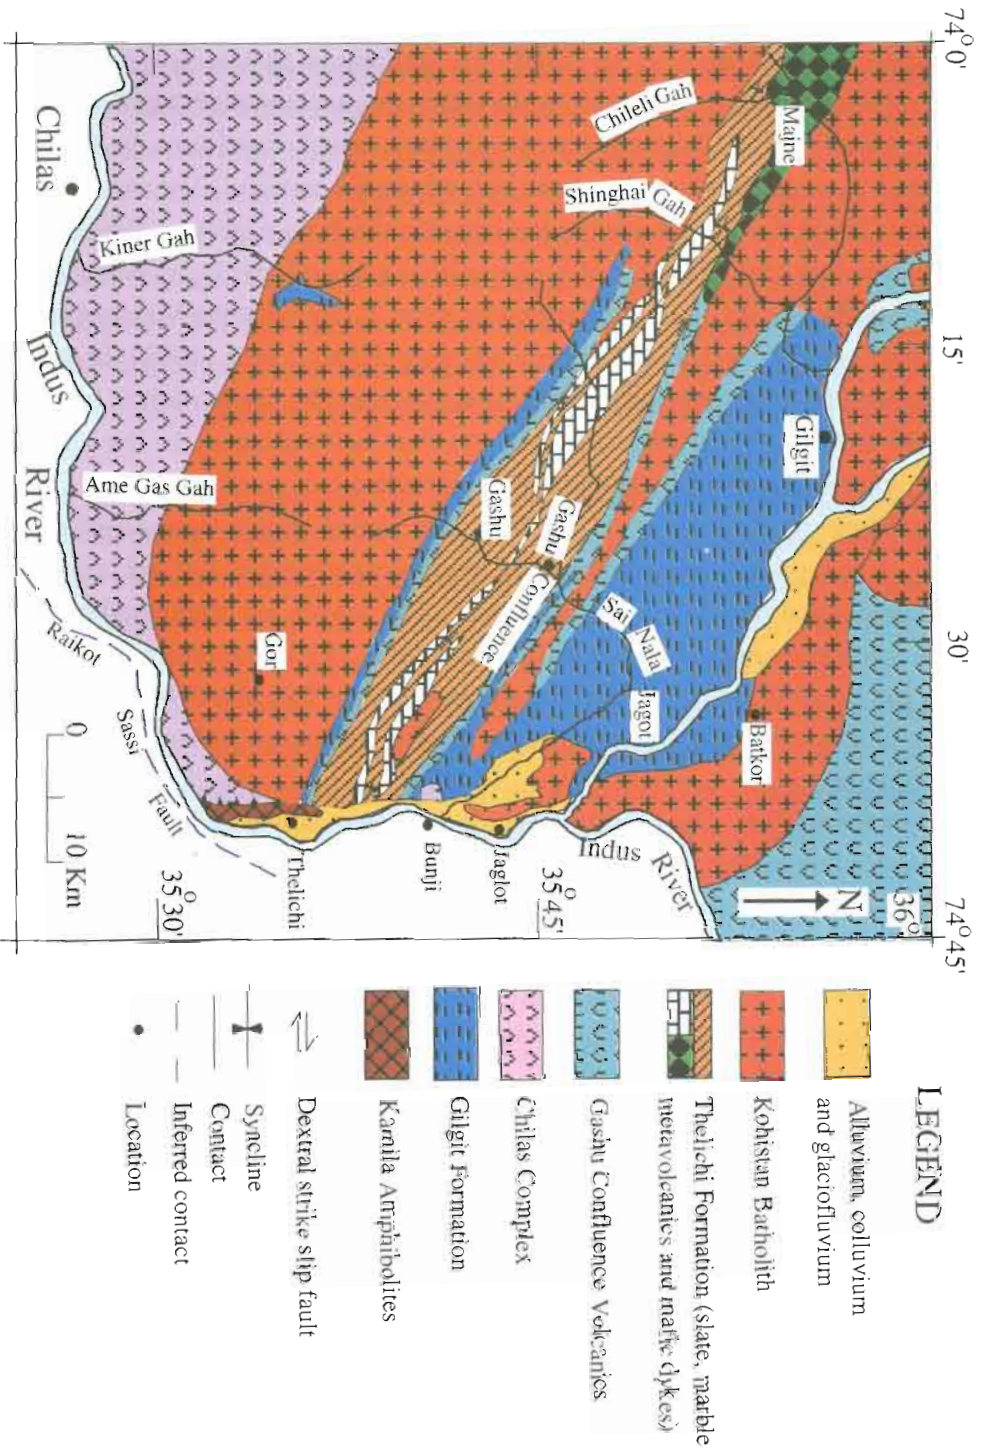 74°0'
15'
30'
74°45'
36°
N
35°45'
35°30'
Majne
Chileli Gah
Shinghai Gah
Gilgit
Kiner Gah
Chilas
Indus
River
Ame Gas Gah
Gashu
Gashu
Confluence
Sai
Nala
Jagot
Batkor
Gor
Indus
River
Jaglot
Bunji
Thelichi
Raikot
Sassi
Fault
0
10 Km
LEGEND
Alluvium, colluvium
and glaciofluvium
Kohistan Batholith
Thelichi Formation (slate, marble
metavolcanics and mafic dykes)
Gashu Confluence Volcanics
Chilas Complex
Gilgit Formation
Kamila Amphibolites
Dextral strike slip fault
Syncline
Contact
Inferred contact
Location